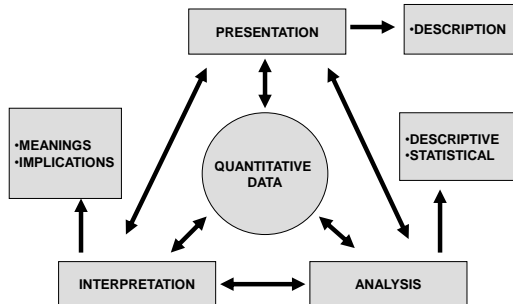 PRESENTATION
•DESCRIPTION
•MEANINGS
•IMPLICATIONS
QUANTITATIVE
DATA
•DESCRIPTIVE
•STATISTICAL
INTERPRETATION
ANALYSIS